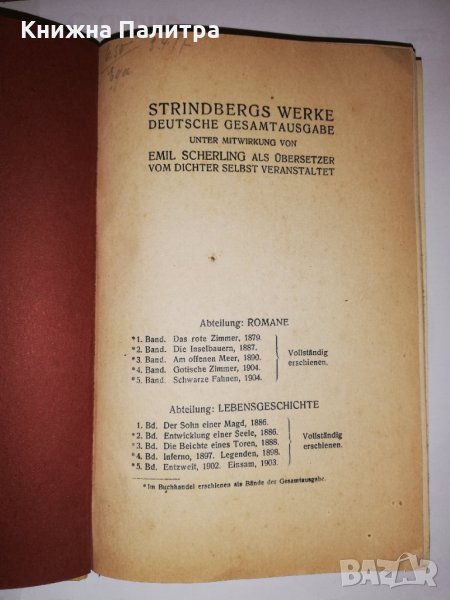 Книжна Палитра
STRINDBERGS WERKE
DEUTSCHE GESAMTAUSGABE
UNTER MITWIRKUNG VON
EMIL SCHERLING ALS ÜBERSETZER
VOM DICHTER SELBST VERANSTALTET
Abteilung: ROMANE
*1. Band. Das rote Zimmer, 1879.
*2. Band. Die Inselbauern, 1887.
*3. Band. Am offenen Meer, 1890.
*4. Band. Gotische Zimmer, 1904.
*5. Band. Schwarze Fahnen, 1904.
Vollständig
erschienen.
Abteilung: LEBENSGESCHICHTE
1. Bd. Der Sohn einer Magd, 1886.
*2. Bd. Entwicklung einer Seele, 1886.
*3. Bd. Die Beichte eines Toren, 1888.
*4. Bd. Inferno, 1897. Legenden, 1898.
*5. Bd. Entzweit, 1902. Einsam, 1903.
Vollständig
erschienen.
*Im Buchhandel erschienen als Bände der Gesamtausgabe.
BAZAR